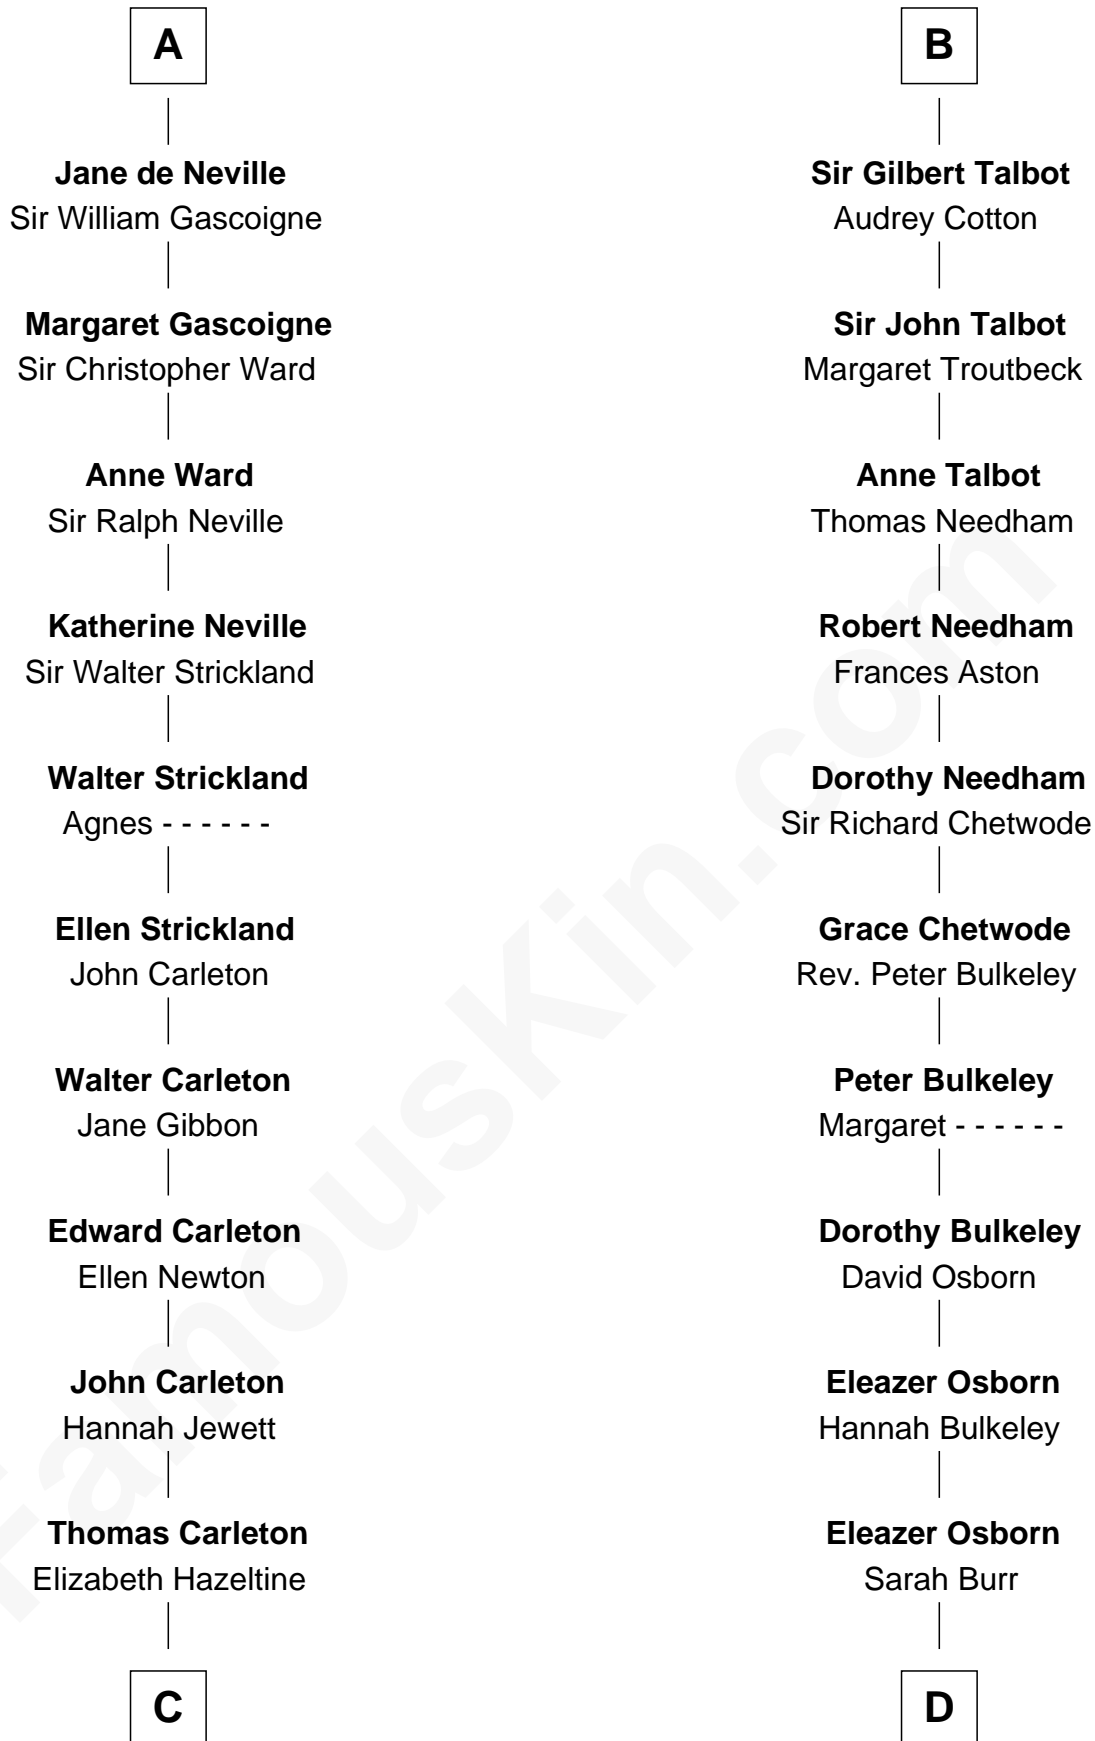 A
Jane de Neville
Sir William Gascoigne
Margaret Gascoigne
Sir Christopher Ward
Anne Ward
Sir Ralph Neville
Katherine Neville
Sir Walter Strickland
Walter Strickland
Agnes - - - - - -
Ellen Strickland
John Carleton
Walter Carleton
Jane Gibbon
Edward Carleton
Ellen Newton
John Carleton
Hannah Jewett
Thomas Carleton
Elizabeth Hazeltine
C
B
Sir Gilbert Talbot
Audrey Cotton
Sir John Talbot
Margaret Troutbeck
Anne Talbot
Thomas Needham
Robert Needham
Frances Aston
Dorothy Needham
Sir Richard Chetwode
Grace Chetwode
Rev. Peter Bulkeley
Peter Bulkeley
Margaret - - - - - -
Dorothy Bulkeley
David Osborn
Eleazer Osborn
Hannah Bulkeley
Eleazer Osborn
Sarah Burr
D
FamousKin.com